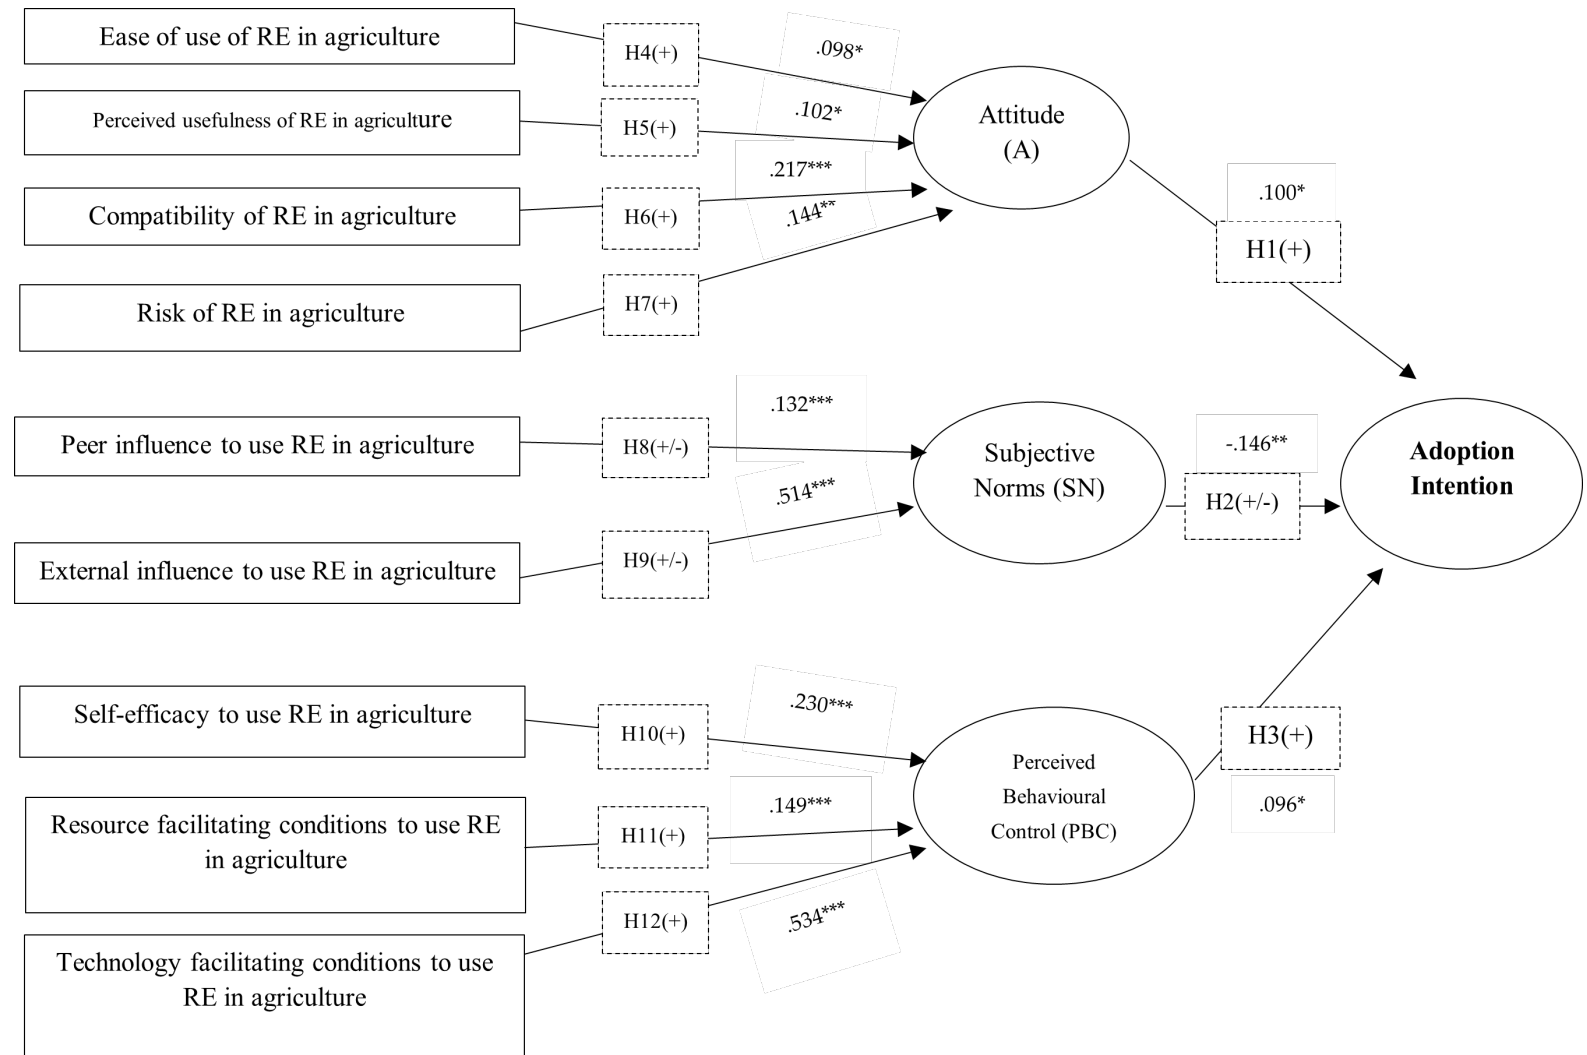 Ease of use of RE in agriculture
H4(+)
.098*
Perceived usefulness of RE in agriculture
H5(+)
.102*
Compatibility of RE in agriculture
H6(+)
.217***
Risk of RE in agriculture
H7(+)
.144**
Attitude
(A)
.100*
H1(+)
Peer influence to use RE in agriculture
H8(+/-)
.132***
External influence to use RE in agriculture
H9(+/-)
.514***
Subjective
Norms (SN)
-.146**
H2(+/-)
Adoption
Intention
Self-efficacy to use RE in agriculture
H10(+)
.230***
Resource facilitating conditions to use RE
in agriculture
H11(+)
.149***
Technology facilitating conditions to use
RE in agriculture
H12(+)
.534***
Perceived
Behavioural
Control (PBC)
H3(+)
.096*